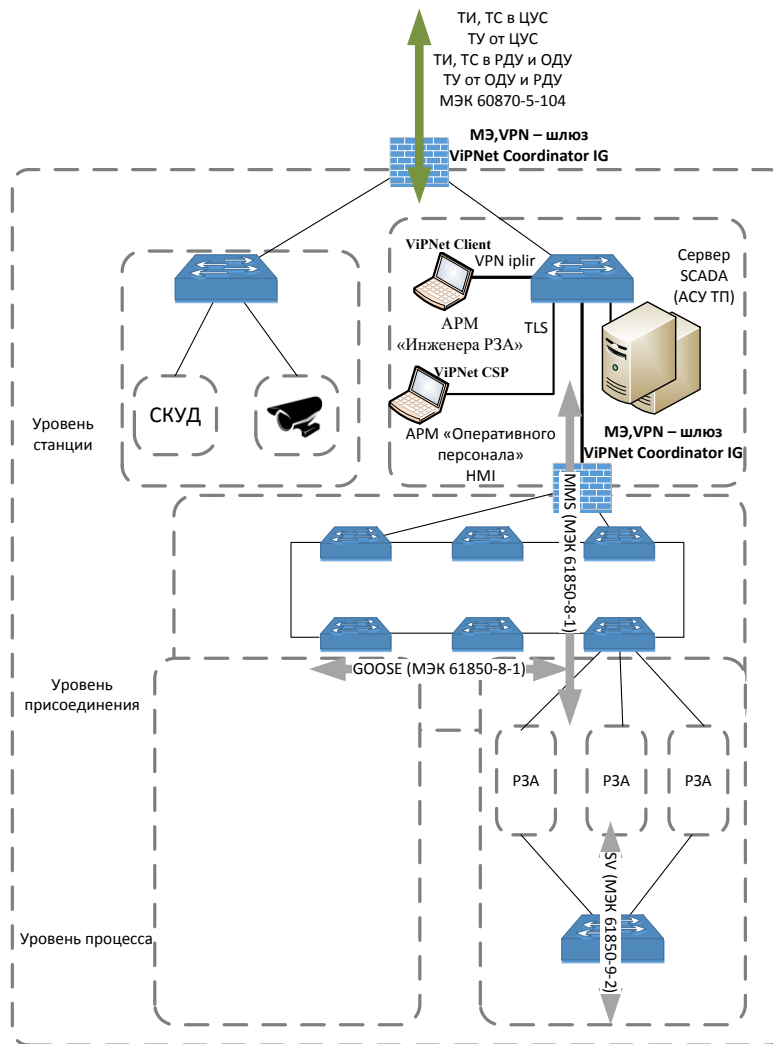 ТИ, ТС в ЦУС
ТУ от ЦУС
ТИ, ТС в РДУ и ОДУ
ТУ от ОДУ и РДУ
МЭК 60870-5-104
МЭ,VPN – шлюз
ViPNet Coordinator IG
ViPNet Client
VPN iplir
АРМ
«Инженера РЗА»
TLS
Сервер
SCADA
(АСУ ТП)
ViPNet CSP
АРМ «Оперативного
персонала»
HMI
МЭ,VPN – шлюз
ViPNet Coordinator IG
СКУД
Уровень
станции
MMS (МЭК 61850-8-1)
GOOSE (МЭК 61850-8-1)
Уровень
присоединения
РЗА
РЗА
РЗА
SV (МЭК 61850-9-2)
Уровень процесса